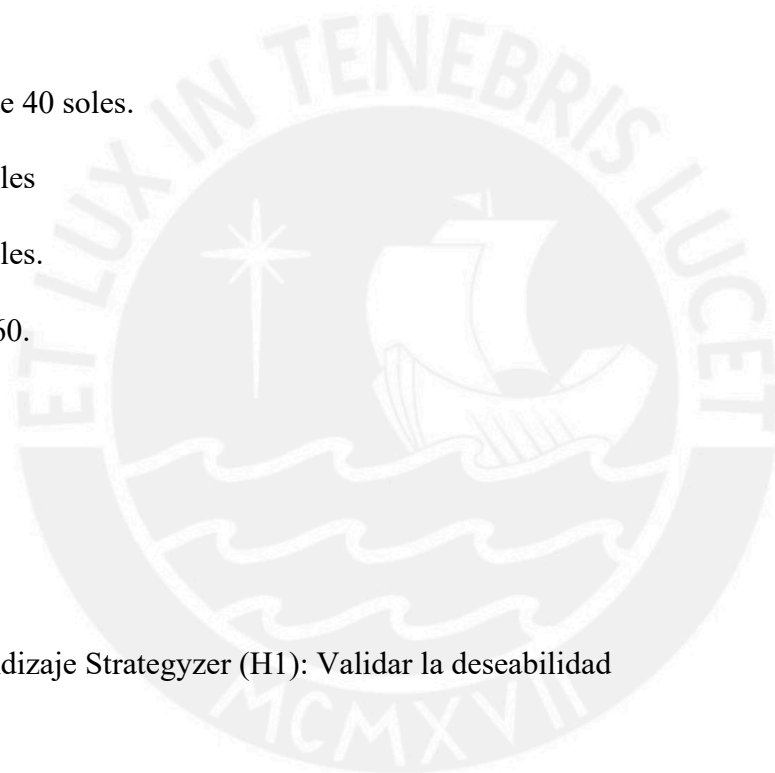 e 40 soles.
les
les.
60.
dizaje Strategyzer (H1): Validar la deseabilidad
ET LUX IN TENEBRIS LUCET
MCMXVII